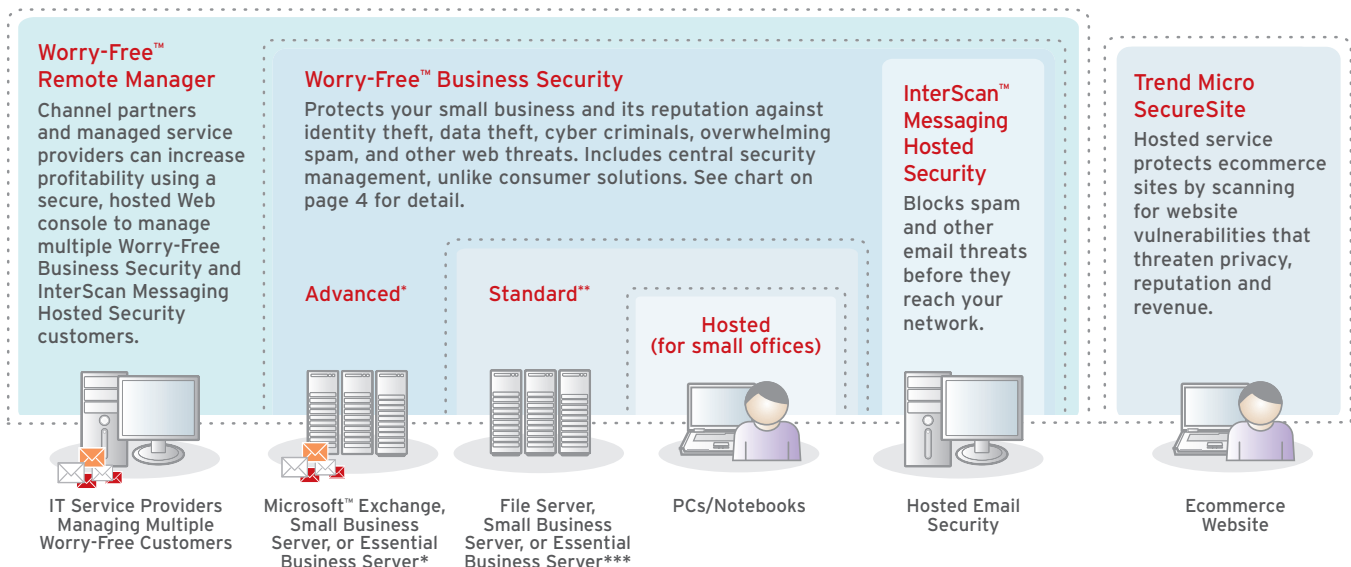 Worry-Free™
Remote Manager
Channel partners
and managed service
providers can increase
profitability using a
secure, hosted Web
console to manage
multiple Worry-Free
Business Security and
InterScan Messaging
Hosted Security
customers.
Worry-Free™ Business Security
Protects your small business and its reputation against
identity theft, data theft, cyber criminals, overwhelming
spam, and other web threats. Includes central security
management, unlike consumer solutions. See chart on
page 4 for detail.
Advanced*
Standard**
Hosted
(for small offices)
InterScan™
Messaging
Hosted
Security
Blocks spam
and other
email threats
before they
reach your
network.
Trend Micro
SecureSite
Hosted service
protects ecommerce
sites by scanning
for website
vulnerabilities that
threaten privacy,
reputation and
revenue.
IT Service Providers
Managing Multiple
Worry-Free Customers
Microsoft™ Exchange,
Small Business
Server, or Essential
Business Server*
File Server,
Small Business
Server, or Essential
Business Server***
PCs/Notebooks
Hosted Email
Security
Ecommerce
Website